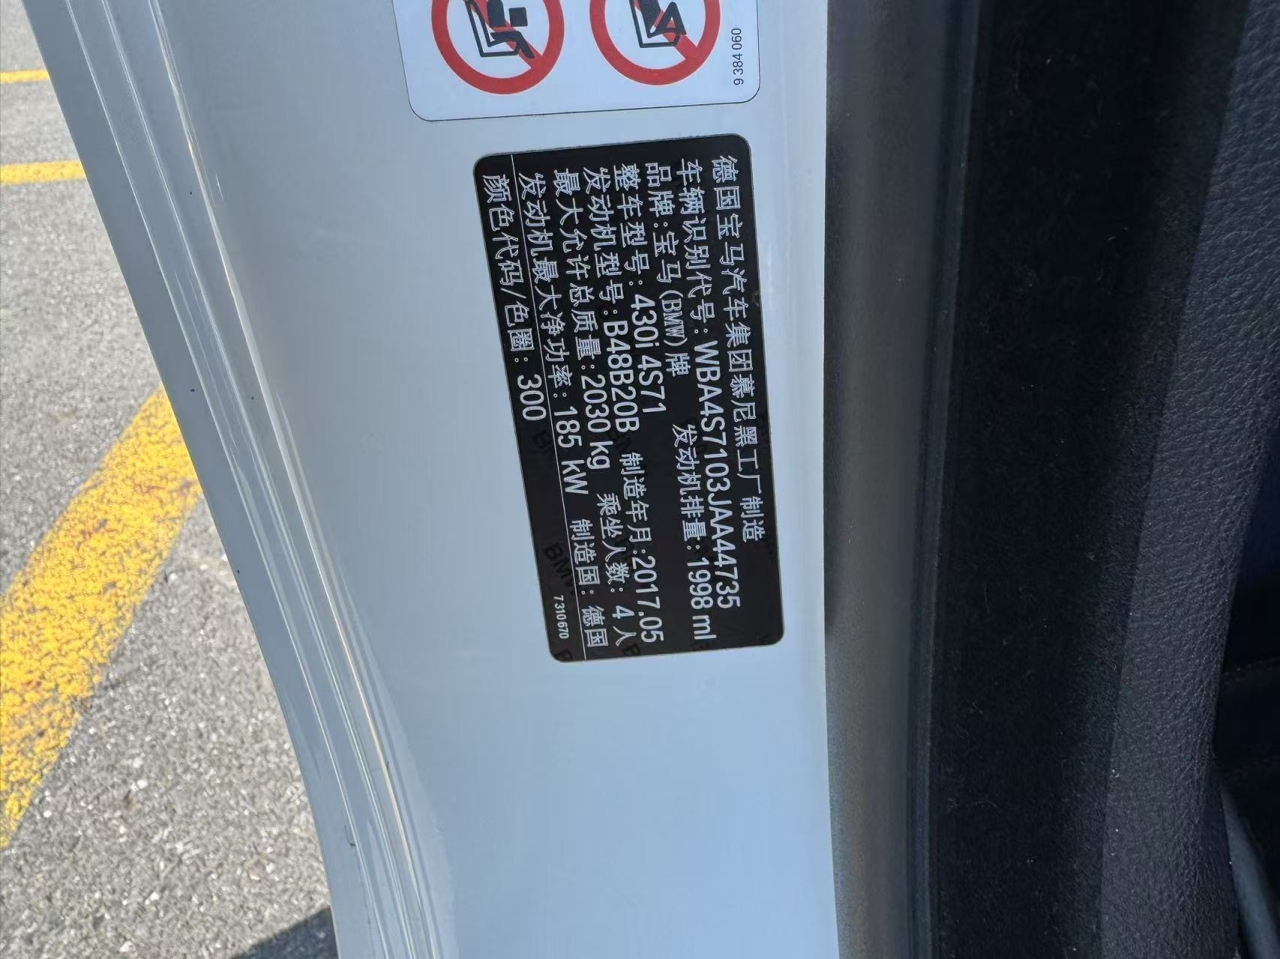 9 384 060
德国宝马汽车集团慕尼黑工厂制造
车辆识别代号: WBA4S7103JAA44735
品牌:宝马(BMW)牌 发动机排量:1998 ml
整车型号: 430i 4S71
发动机型号:B48B20B 制造年月:2017.05
最大允许总质量:2030 kg 乘坐人数: 4 人
发动机最大净功率: 185 kW 制造国: 德国
颜色代码/色圈: 300
7310670